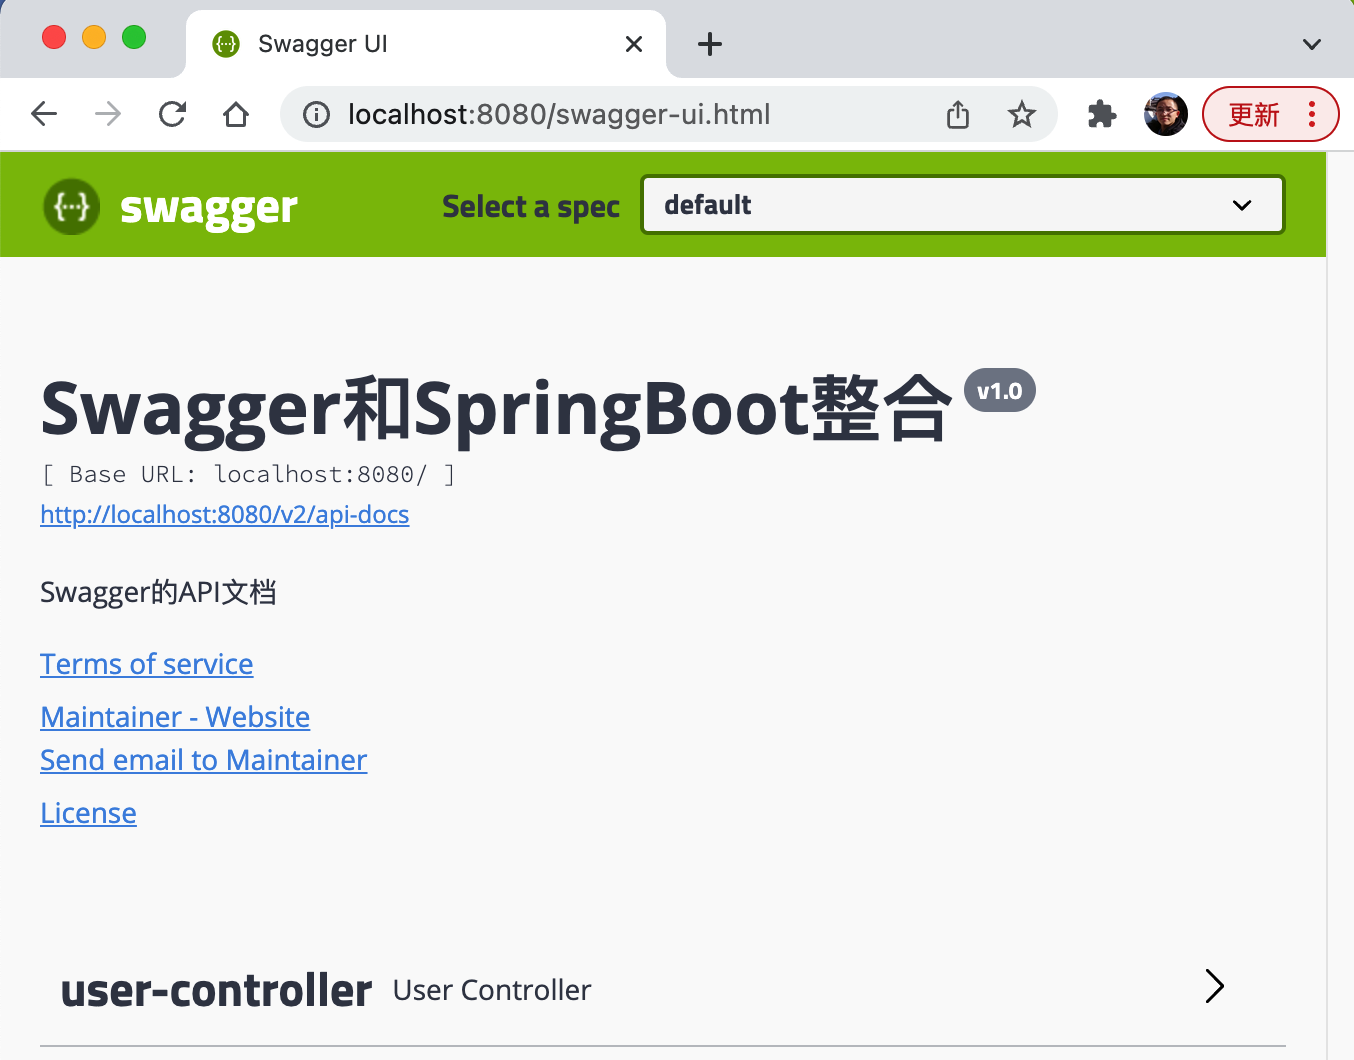 Swagger UI
localhost:8080/swagger-ui.html
更新
swagger
Select a spec
default
Swagger和SpringBoot整合 v1.0
[ Base URL: localhost:8080/ ]
http://localhost:8080/v2/api-docs
Swagger的API文档
Terms of service
Maintainer - Website
Send email to Maintainer
License
user-controller User Controller